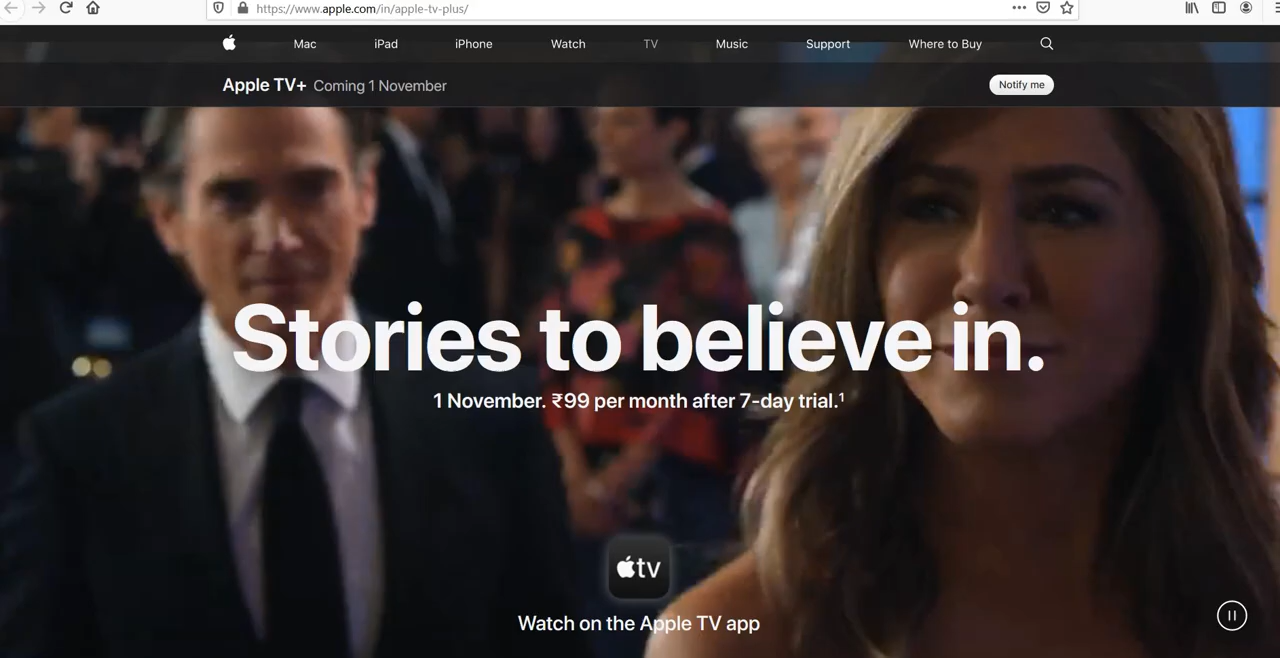 https://www.apple.com/in/apple-tv-plus/
Mac iPad iPhone Watch TV Music Support Where to Buy
Apple TV+ Coming 1 November Notify me
Stories to believe in.
1 November. ₹99 per month after 7-day trial.¹
tv
Watch on the Apple TV app